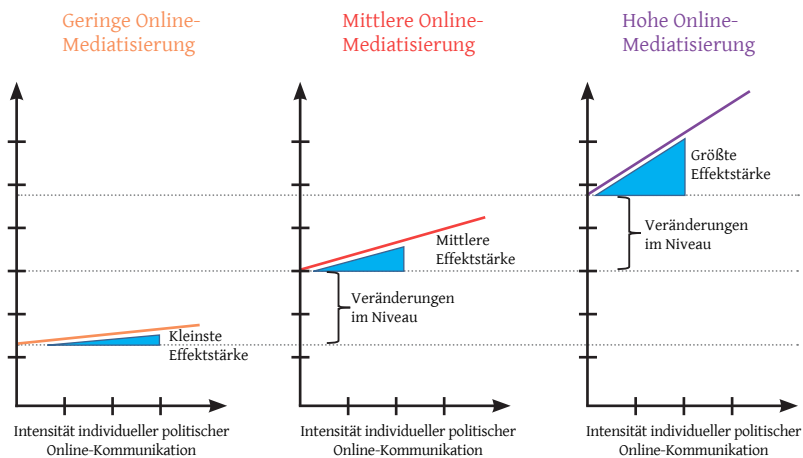 Geringe Online-
Mediatisierung
Mittlere Online-
Mediatisierung
Hohe Online-
Mediatisierung
Kleinste
Effektstärke
Mittlere
Effektstärke
Veränderungen
im Niveau
Größte
Effektstärke
Veränderungen
im Niveau
Intensität individueller politischer
Online-Kommunikation
Intensität individueller politischer
Online-Kommunikation
Intensität individueller politischer
Online-Kommunikation